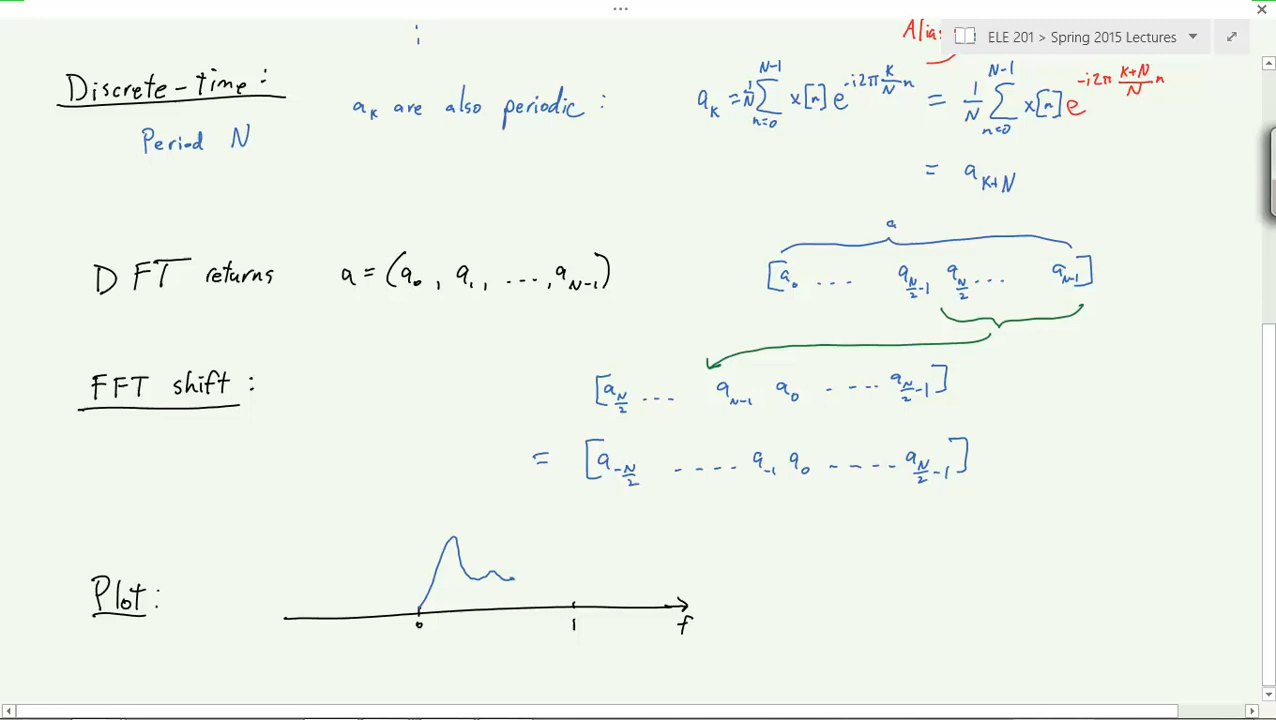 Alias
ELE 201 > Spring 2015 Lectures
Discrete-time:
Period N
a_k are also periodic :
a_k = 1/N ∑_{n=0}^{N-1} x[n] e^{-i2π k/N n} = 1/N ∑_{n=0}^{N-1} x[n] e^{-i2π (k+N)/N n}
= a_{k+N}
a
DFT returns a = (a_0, a_1, ..., a_{N-1}) [a_0 ... a_{N/2-1} a_{N/2} ... a_{N-1}]
FFT shift: [a_{N/2} ... a_{N-1} a_0 .... a_{N/2-1}]
= [a_{-N/2} .... a_{-1} a_0 ..... a_{N/2-1}]
Plot:
0 1 f